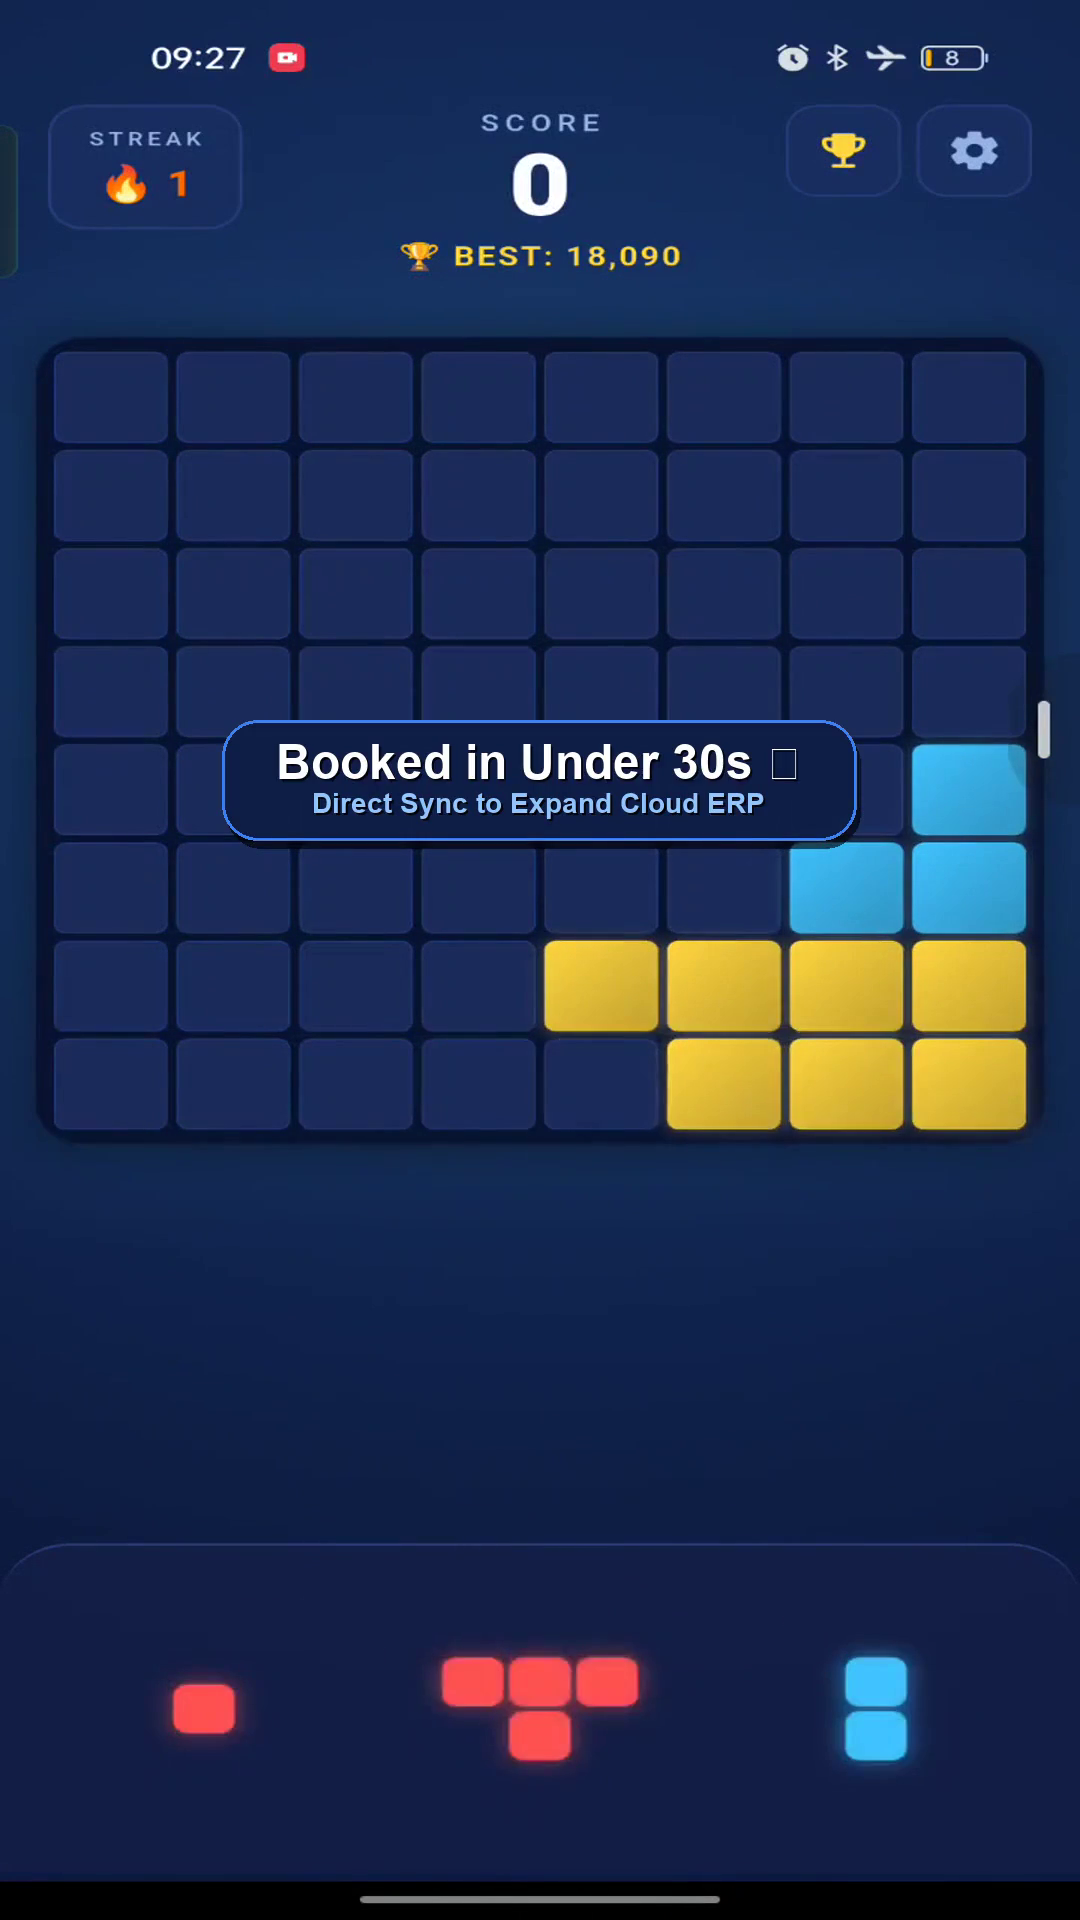 09:27
8
STREAK
1
SCORE
0
BEST: 18,090
Booked in Under 30s
Direct Sync to Expand Cloud ERP